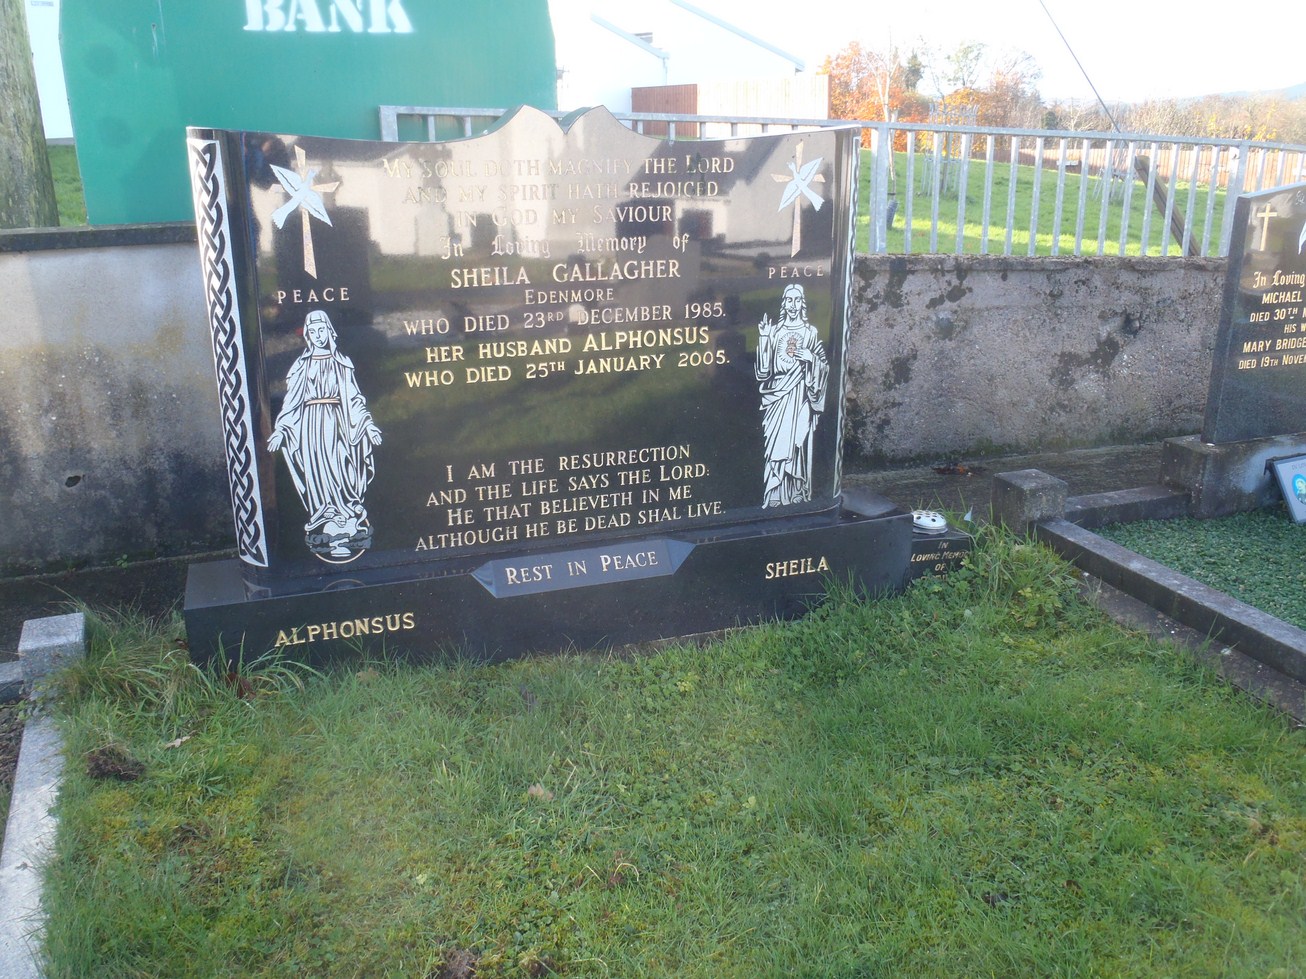 BANK
MY SOUL DOTH MAGNIFY THE LORD
AND MY SPIRIT HATH REJOICED
IN GOD MY SAVIOUR
In Loving Memory of
SHEILA GALLAGHER
EDENMORE
WHO DIED 23RD DECEMBER 1985.
HER HUSBAND ALPHONSUS
WHO DIED 25TH JANUARY 2005.
PEACE
PEACE
I AM THE RESURRECTION
AND THE LIFE SAYS THE LORD:
HE THAT BELIEVETH IN ME
ALTHOUGH HE BE DEAD SHAL LIVE.
REST IN PEACE
ALPHONSUS
SHEILA
IN
LOVING MEMORY
OF
In Loving
MICHAEL
DIED 30TH
HIS
MARY
DIED 19TH